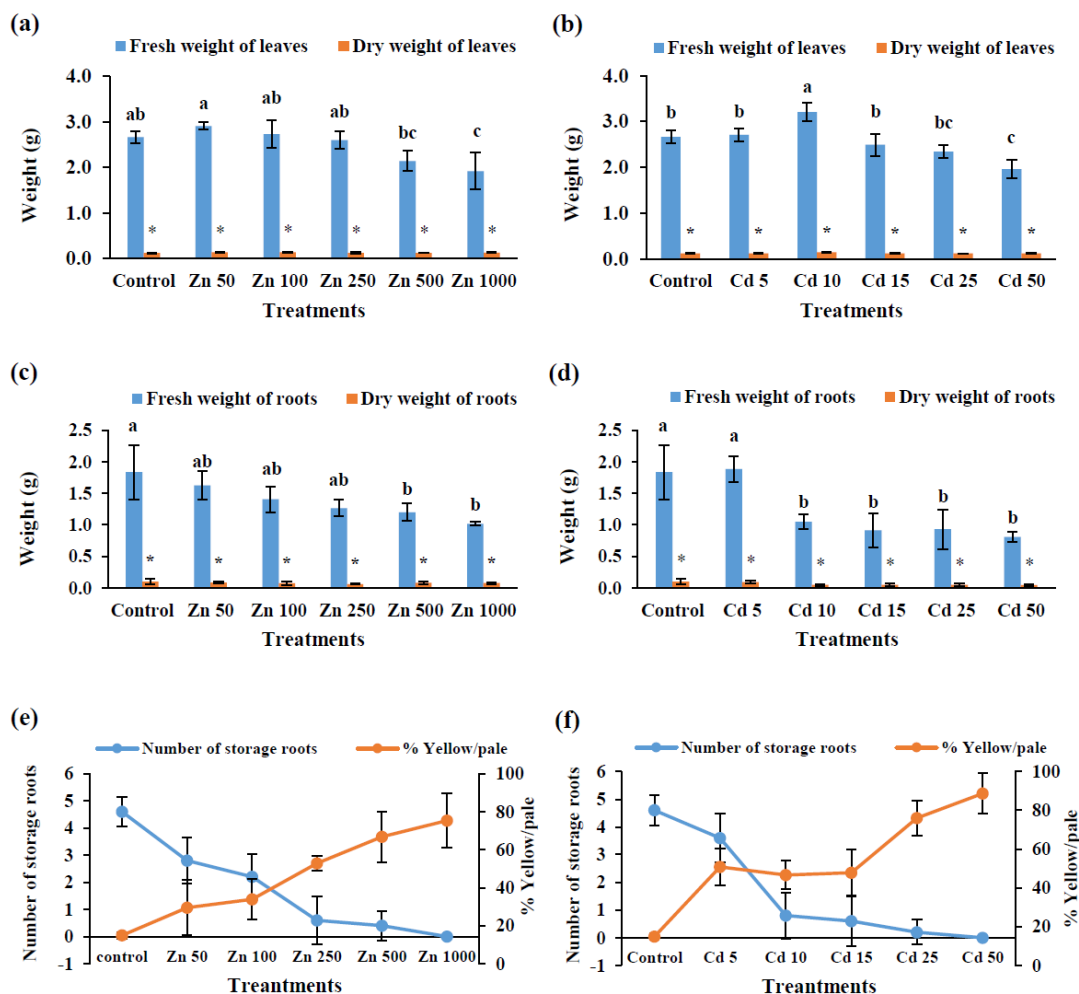 (a)
Fresh weight of leaves Dry weight of leaves
4.0
3.0
2.0
1.0
0.0
Weight (g)
ab a ab ab bc c
* * * * * *
Control Zn 50 Zn 100 Zn 250 Zn 500 Zn 1000
Treatments
(b)
Fresh weight of leaves Dry weight of leaves
4.0
3.0
2.0
1.0
0.0
Weight (g)
b b a b bc c
* * * * * *
Control Cd 5 Cd 10 Cd 15 Cd 25 Cd 50
Treatments
(c)
Fresh weight of roots Dry weight of roots
2.5
2.0
1.5
1.0
0.5
0.0
Weight (g)
a ab ab ab b b
* * * * * *
Control Zn 50 Zn 100 Zn 250 Zn 500 Zn 1000
Treatments
(d)
Fresh weight of roots Dry weight of roots
2.5
2.0
1.5
1.0
0.5
0.0
Weight (g)
a a b b b b
* * * * * *
Control Cd 5 Cd 10 Cd 15 Cd 25 Cd 50
Treatments
(e)
Number of storage roots % Yellow/pale
6
5
4
3
2
1
0
-1
Number of storage roots
100
80
60
40
20
0
% Yellow/pale
control Zn 50 Zn 100 Zn 250 Zn 500 Zn 1000
Treantments
(f)
Number of storage roots % Yellow/pale
6
5
4
3
2
1
0
-1
Number of storage roots
100
80
60
40
20
0
% Yellow/pale
Control Cd 5 Cd 10 Cd 15 Cd 25 Cd 50
Treantments